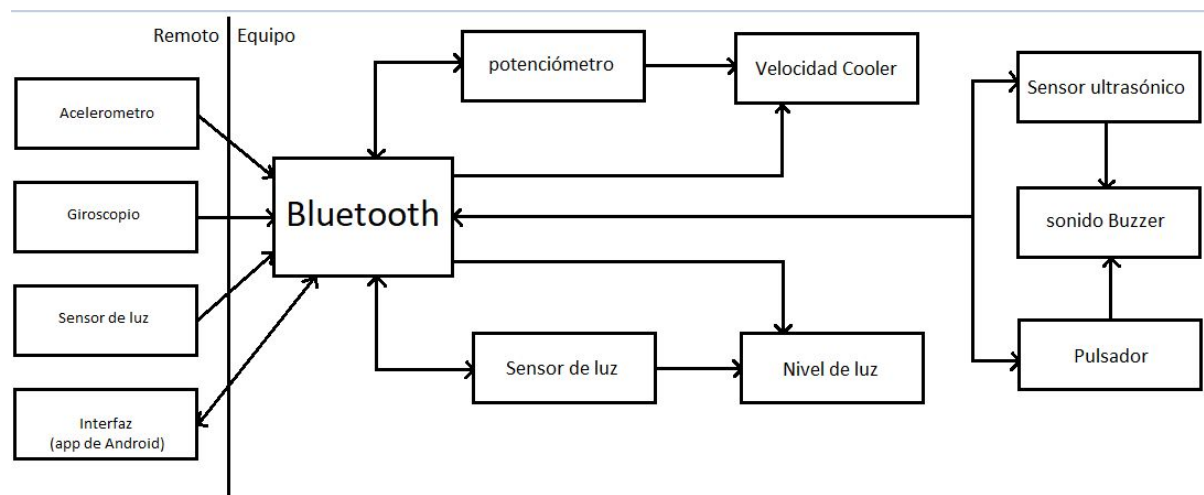 Remoto
Equipo
Acelerometro
Giroscopio
Sensor de luz
Interfaz
(app de Android)
Bluetooth
potenciómetro
Velocidad Cooler
Sensor de luz
Nivel de luz
Sensor ultrasónico
sonido Buzzer
Pulsador